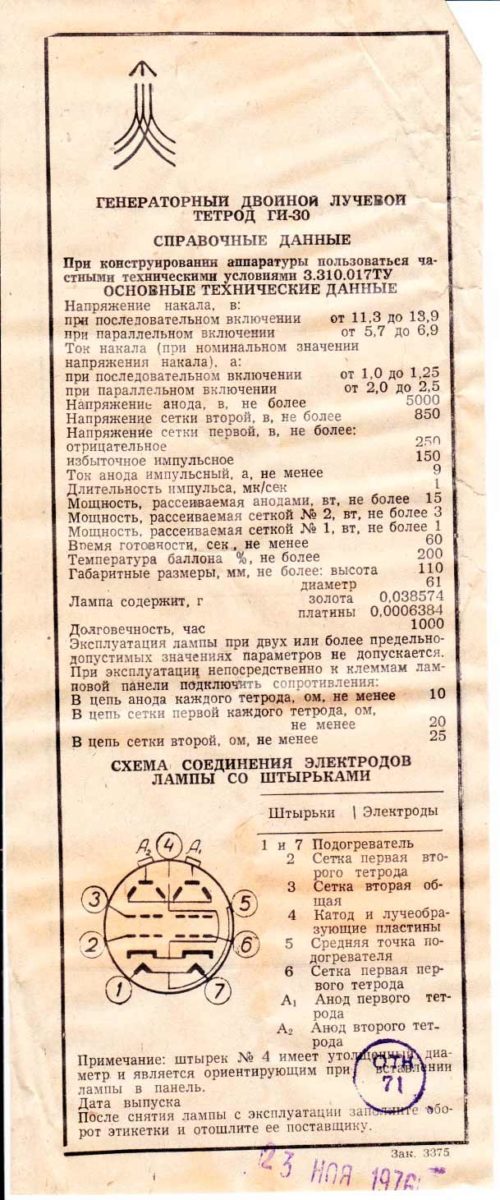 ГЕНЕРАТОРНЫЙ ДВОЙНОЙ ЛУЧЕВОЙ
ТЕТРОД ГИ-30
СПРАВОЧНЫЕ ДАННЫЕ
При конструировании аппаратуры пользоваться ча-
стными техническими условиями 3.310.017ТУ
ОСНОВНЫЕ ТЕХНИЧЕСКИЕ ДАННЫЕ
Напряжение накала, в:
при последовательном включении от 11,3 до 13,9
при параллельном включении от 5,7 до 6,9
Ток накала (при номинальном значении
напряжения накала), а:
при последовательном включении от 1,0 до 1,25
при параллельном включении от 2,0 до 2,5
Напряжение анода, в, не более 5000
Напряжение сетки второй, в, не более 850
Напряжение сетки первой, в, не более:
отрицательное 250
избыточное импульсное 150
Ток анода импульсный, а, не менее 9
Длительность импульса, мк/сек 1
Мощность, рассеиваемая анодами, вт, не более 15
Мощность, рассеиваемая сеткой № 2, вт, не более 3
Мощность, рассеиваемая сеткой № 1, вт, не более 1
Время готовности, сек., не менее 60
Температура баллона %, не более 200
Габаритные размеры, мм, не более: высота 110
диаметр 61
Лампа содержит, г золота 0,038574
платины 0,0006384
Долговечность, час 1000
Эксплуатация лампы при двух или более предельно-
допустимых значениях параметров не допускается.
При эксплуатации непосредственно к клеммам лам-
повой панели подключить сопротивления:
В цепь анода каждого тетрода, ом, не менее 10
В цепь сетки первой каждого тетрода, ом,
не менее 20
В цепь сетки второй, ом, не менее 25
СХЕМА СОЕДИНЕНИЯ ЭЛЕКТРОДОВ
ЛАМПЫ СО ШТЫРЬКАМИ
Штырьки | Электроды
1 и 7 Подогреватель
2 Сетка первая вто-
рого тетрода
3 Сетка вторая об-
щая
4 Катод и лучеобра-
зующие пластины
5 Средняя точка по-
догревателя
6 Сетка первая пер-
вого тетрода
А₁ Анод первого тет-
рода
А₂ Анод второго тет-
рода
А₂ 4 А₁
3 5
2 6
1 7
Примечание: штырек № 4 имеет утолщенный диа-
метр и является ориентирующим при вставлении
лампы в панель.
Дата выпуска
После снятия лампы с эксплуатации заполните обо-
рот этикетки и отошлите ее поставщику.
ОТК
71
Зак. 3375
23 НОЯ 1976